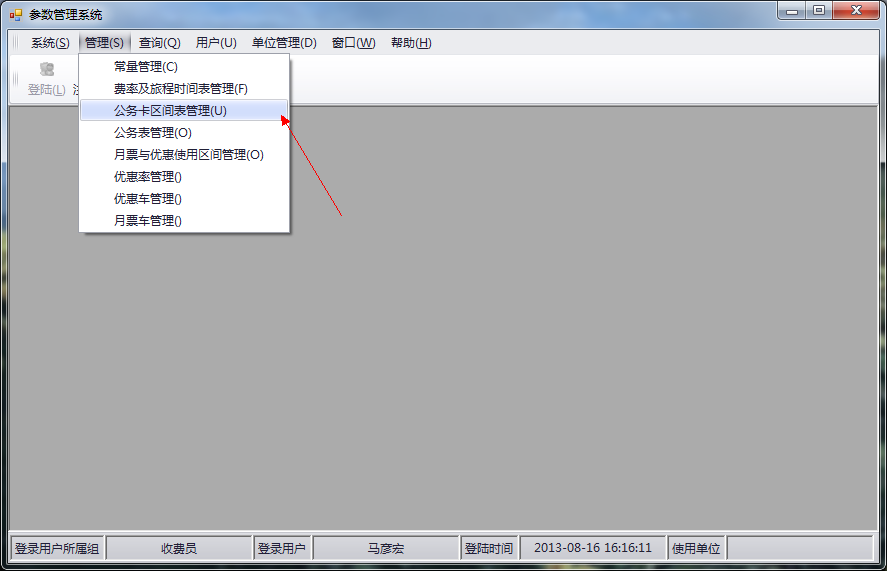 参数管理系统
系统(S) 管理(S) 查询(Q) 用户(U) 单位管理(D) 窗口(W) 帮助(H)
登陆(L)
常量管理(C)
费率及旅程时间表管理(F)
公务卡区间表管理(U)
公务表管理(O)
月票与优惠使用区间管理(O)
优惠率管理()
优惠车管理()
月票车管理()
登录用户所属组 收费员 登录用户 马彦宏 登陆时间 2013-08-16 16:16:11 使用单位